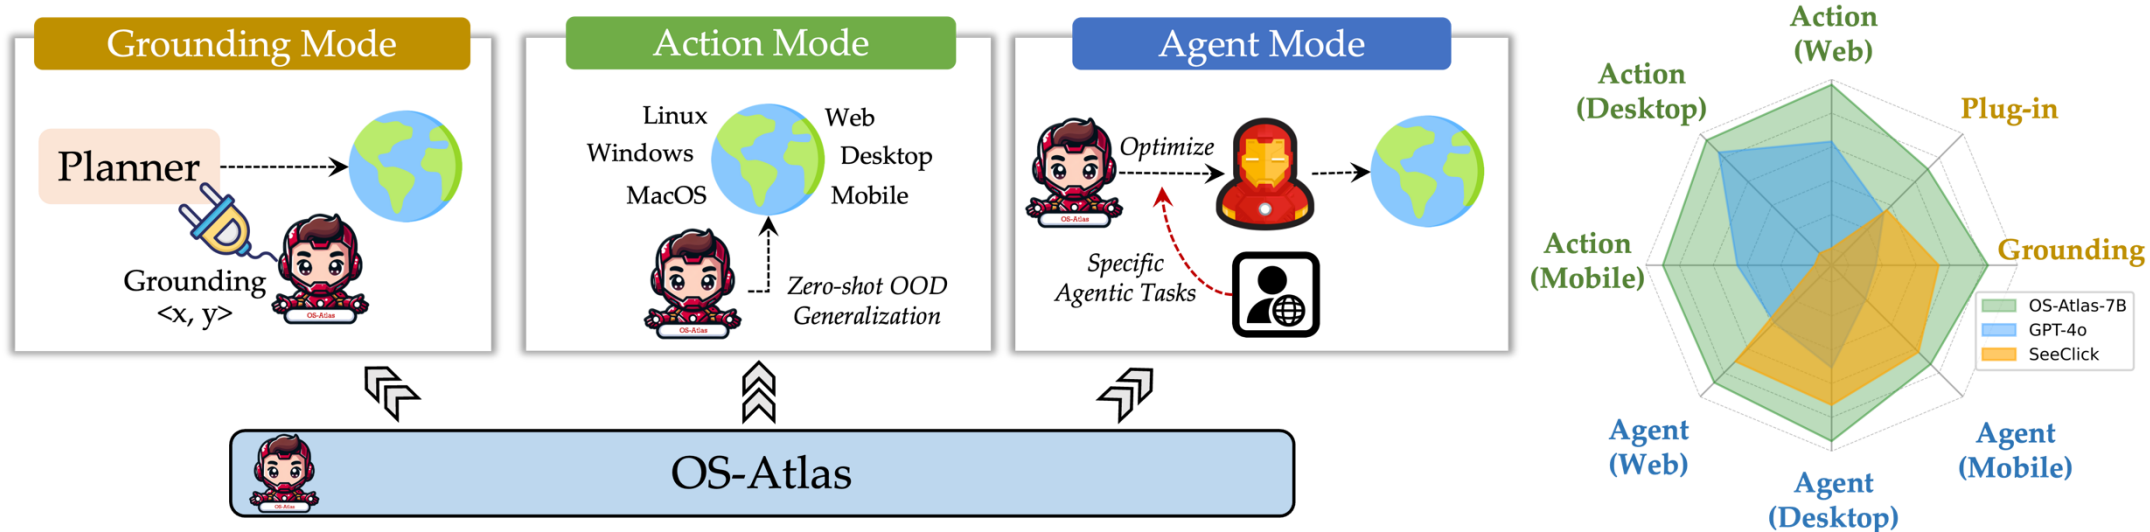 Grounding Mode
Planner
Grounding
<x, y>
OS-Atlas
Action Mode
Linux
Windows
MacOS
Web
Desktop
Mobile
OS-Atlas
Zero-shot OOD
Generalization
Agent Mode
OS-Atlas
Optimize
Specific
Agentic Tasks
OS-Atlas
OS-Atlas
Action
(Web)
Plug-in
Grounding
Agent
(Mobile)
Agent
(Desktop)
Agent
(Web)
Action
(Mobile)
Action
(Desktop)
OS-Atlas-7B
GPT-4o
SeeClick